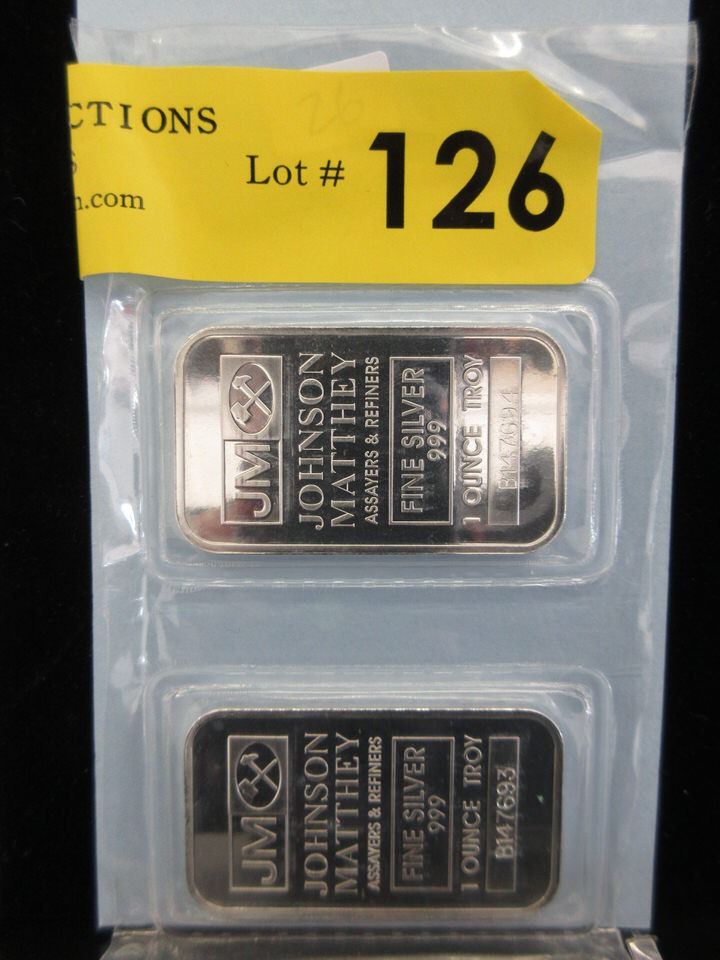 CTIONS
n.com
Lot # 126
JM
JOHNSON
MATTHEY
ASSAYERS & REFINERS
FINE SILVER
999
1 OUNCE TROY
B147694
JM
JOHNSON
MATTHEY
ASSAYERS & REFINERS
FINE SILVER
999
1 OUNCE TROY
B147693